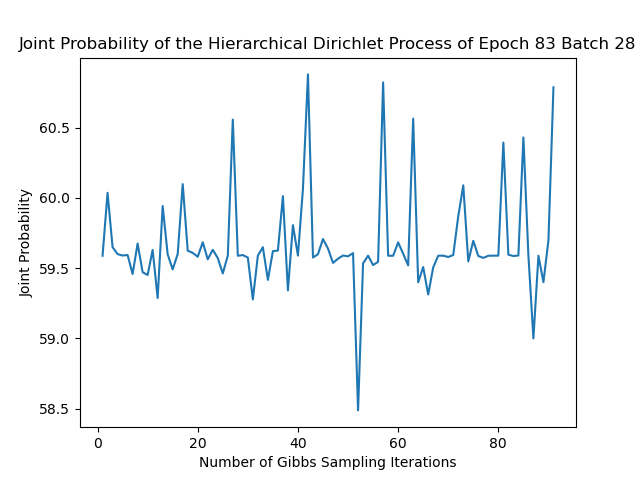 Joint Probability of the Hierarchical Dirichlet Process of Epoch 83 Batch 28
60.5
60.0
59.5
59.0
58.5
Joint Probability
0 20 40 60 80
Number of Gibbs Sampling Iterations